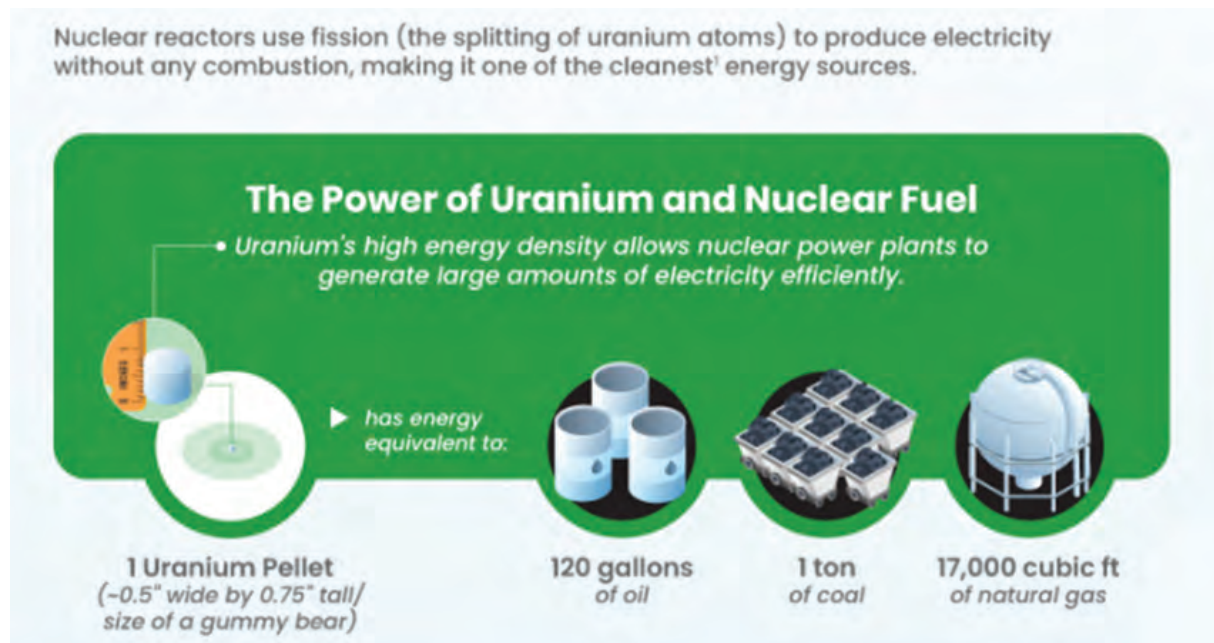 Nuclear reactors use fission (the splitting of uranium atoms) to produce electricity
without any combustion, making it one of the cleanest¹ energy sources.
The Power of Uranium and Nuclear Fuel
Uranium's high energy density allows nuclear power plants to
generate large amounts of electricity efficiently.
INCHES
1
has energy
equivalent to:
1 Uranium Pellet
(~0.5" wide by 0.75" tall/
size of a gummy bear)
120 gallons
of oil
1 ton
of coal
17,000 cubic ft
of natural gas